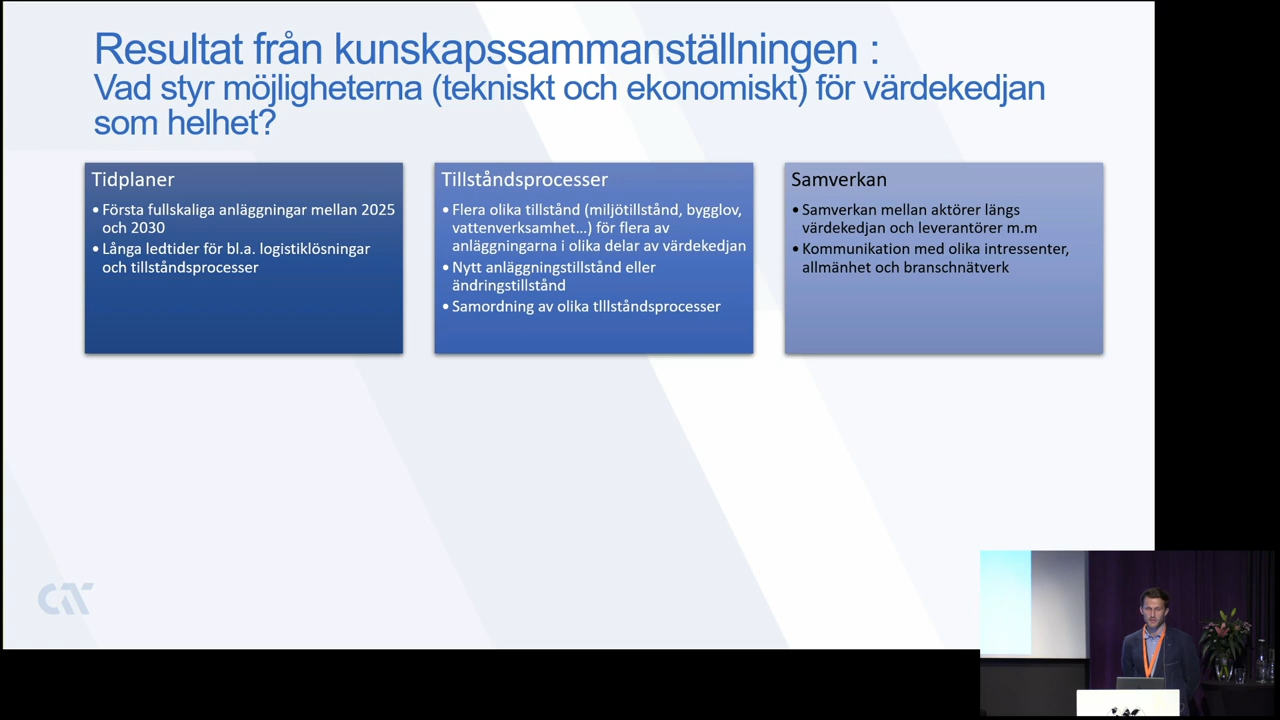 Resultat från kunskapssammanställningen :
Vad styr möjligheterna (tekniskt och ekonomiskt) för värdekedjan
som helhet?
Tidplaner
• Första fullskaliga anläggningar mellan 2025
och 2030
• Långa ledtider för bl.a. logistiklösningar
och tillståndsprocesser
Tillståndsprocesser
• Flera olika tillstånd (miljötillstånd, bygglov,
vattenverksamhet…) för flera av
anläggningarna i olika delar av värdekedjan
• Nytt anläggningstillstånd eller
ändringstillstånd
• Samordning av olika tlllståndsprocesser
Samverkan
• Samverkan mellan aktörer längs
värdekedjan och leverantörer m.m
• Kommunikation med olika intressenter,
allmänhet och branschnätverk